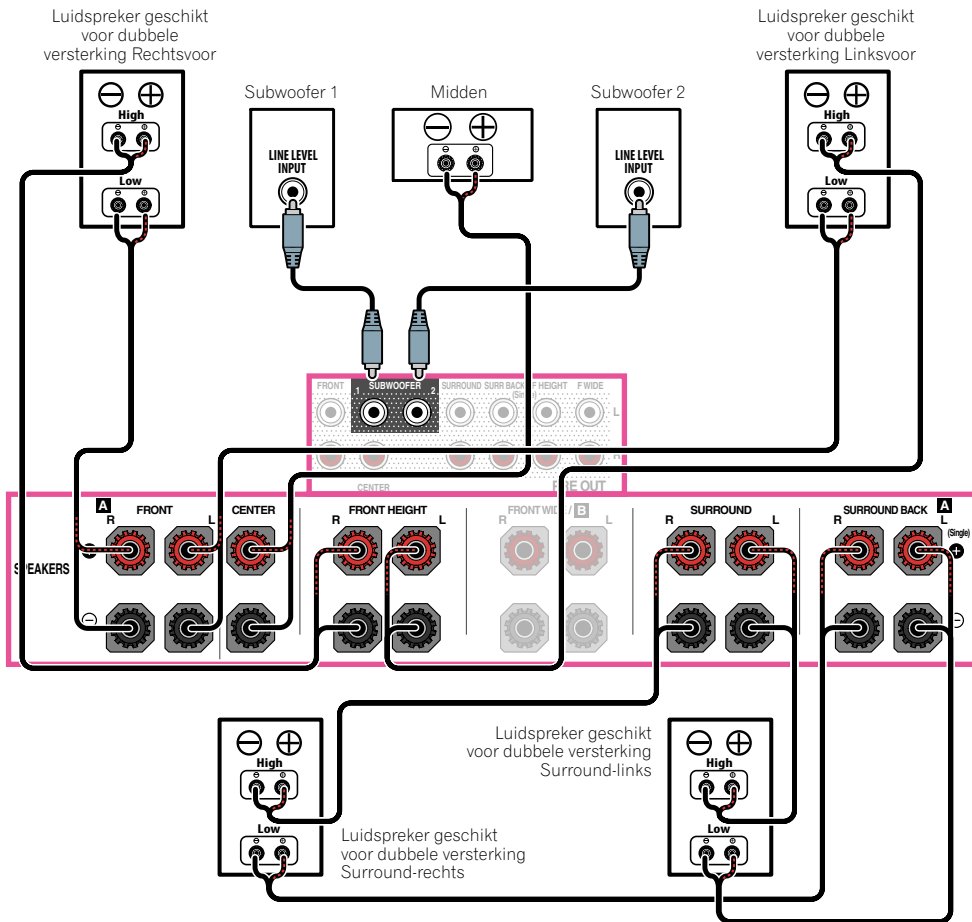 Luidspreker geschikt
voor dubbele
versterking Rechtsvoor
Luidspreker geschikt
voor dubbele
versterking Linksvoor
Subwoofer 1
Midden
Subwoofer 2
High
Low
LINE LEVEL
INPUT
LINE LEVEL
INPUT
High
Low
FRONT
1 SUBWOOFER 2
SURROUND
SURR BACK
(Single)
F HEIGHT
F WIDE
L
R
CENTER
PRE OUT
SPEAKERS
A
R FRONT L
CENTER
R FRONT HEIGHT L
R FRONT WIDE / B L
R SURROUND L
R SURROUND BACK L
A
(Single)
High
Low
Luidspreker geschikt
voor dubbele versterking
Surround-rechts
Luidspreker geschikt
voor dubbele versterking
Surround-links
High
Low